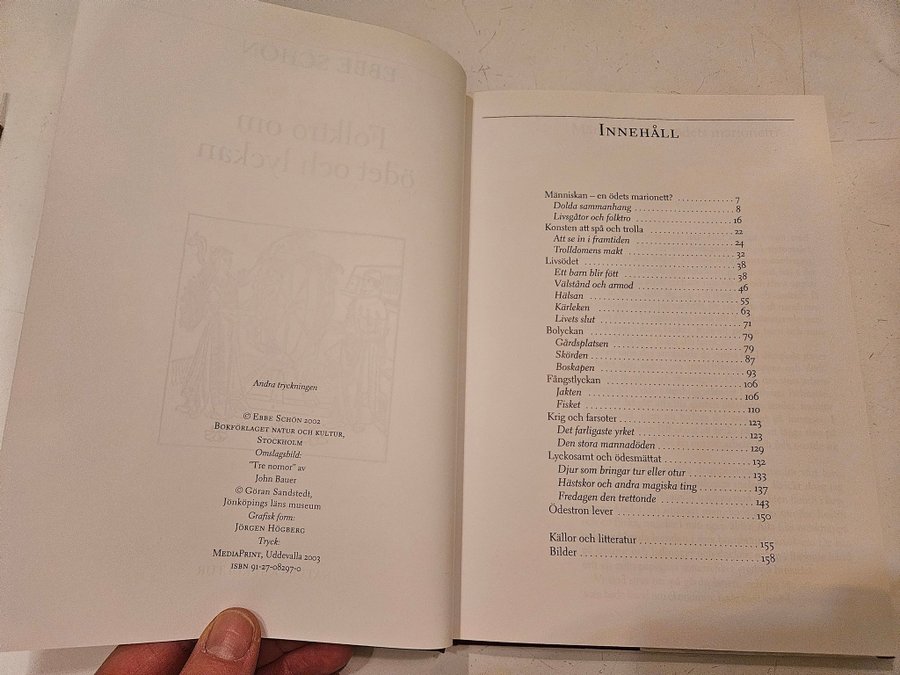 EBBE SCHÖN
Folktro om
ödet och lyckan
Andra tryckningen
© EBBE SCHÖN 2002
BOKFÖRLAGET NATUR OCH KULTUR,
STOCKHOLM
Omslagsbild:
"Tre nornor" av
John Bauer
© Göran Sandstedt,
Jönköpings läns museum
Grafisk form:
JÖRGEN HÖGBERG
Tryck:
MEDIAPRINT, Uddevalla 2003
ISBN 91-27-08297-0
INNEHÅLL
Människan – en ödets marionett? .......... 7
Dolda sammanhang .......... 8
Livsgåtor och folktro .......... 16
Konsten att spå och trolla .......... 22
Att se in i framtiden .......... 24
Trolldomens makt .......... 32
Livsödet .......... 38
Ett barn blir fött .......... 38
Välstånd och armod .......... 46
Hälsan .......... 55
Kärleken .......... 63
Livets slut .......... 71
Bolyckan .......... 79
Gårdsplatsen .......... 79
Skörden .......... 87
Boskapen .......... 93
Fångstlyckan .......... 106
Jakten .......... 106
Fisket .......... 110
Krig och farsoter .......... 123
Det farligaste yrket .......... 123
Den stora mannadöden .......... 129
Lyckosamt och ödesmättat .......... 132
Djur som bringar tur eller otur .......... 133
Hästskor och andra magiska ting .......... 137
Fredagen den trettonde .......... 143
Ödestron lever .......... 150
Källor och litteratur .......... 155
Bilder .......... 158